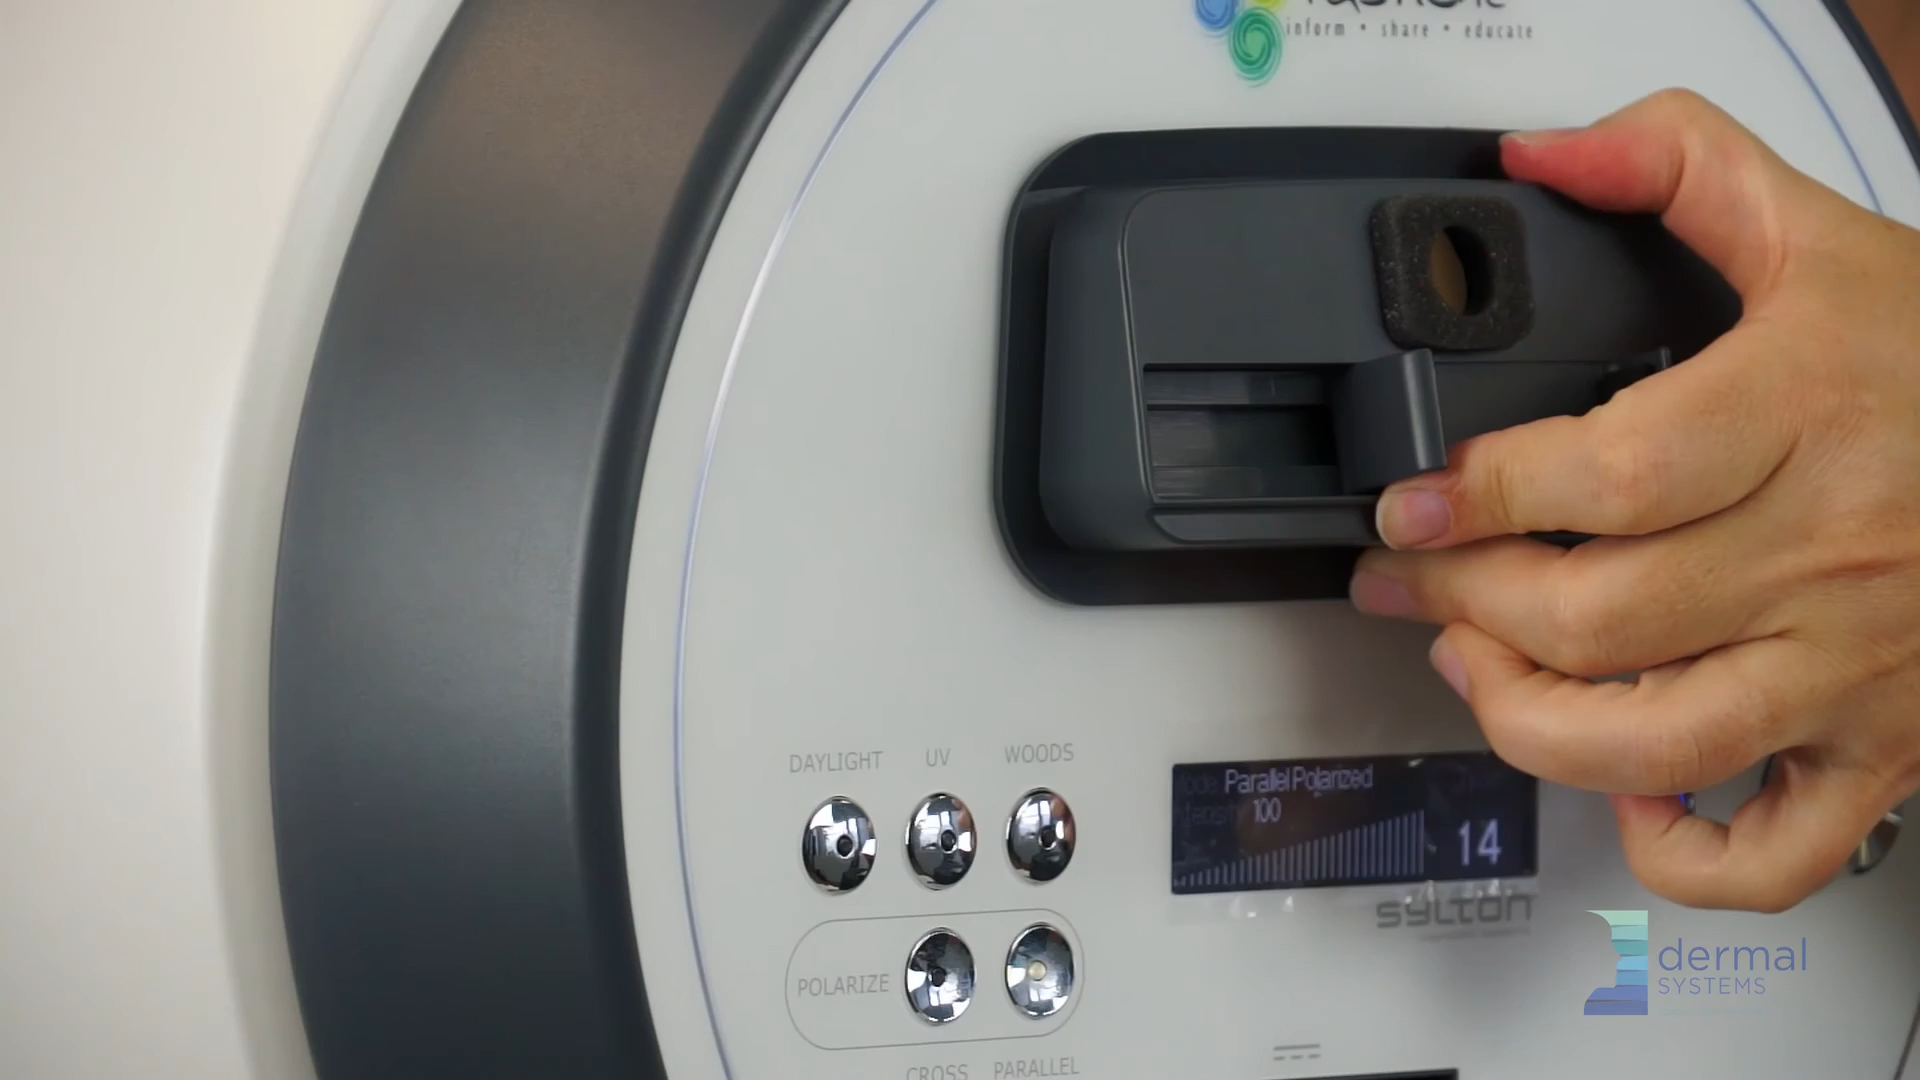 inform • share • educate
DAYLIGHT UV WOODS
Parallel Polarized
100
14
sylton
POLARIZE
CROSS PARALLEL
dermal
SYSTEMS